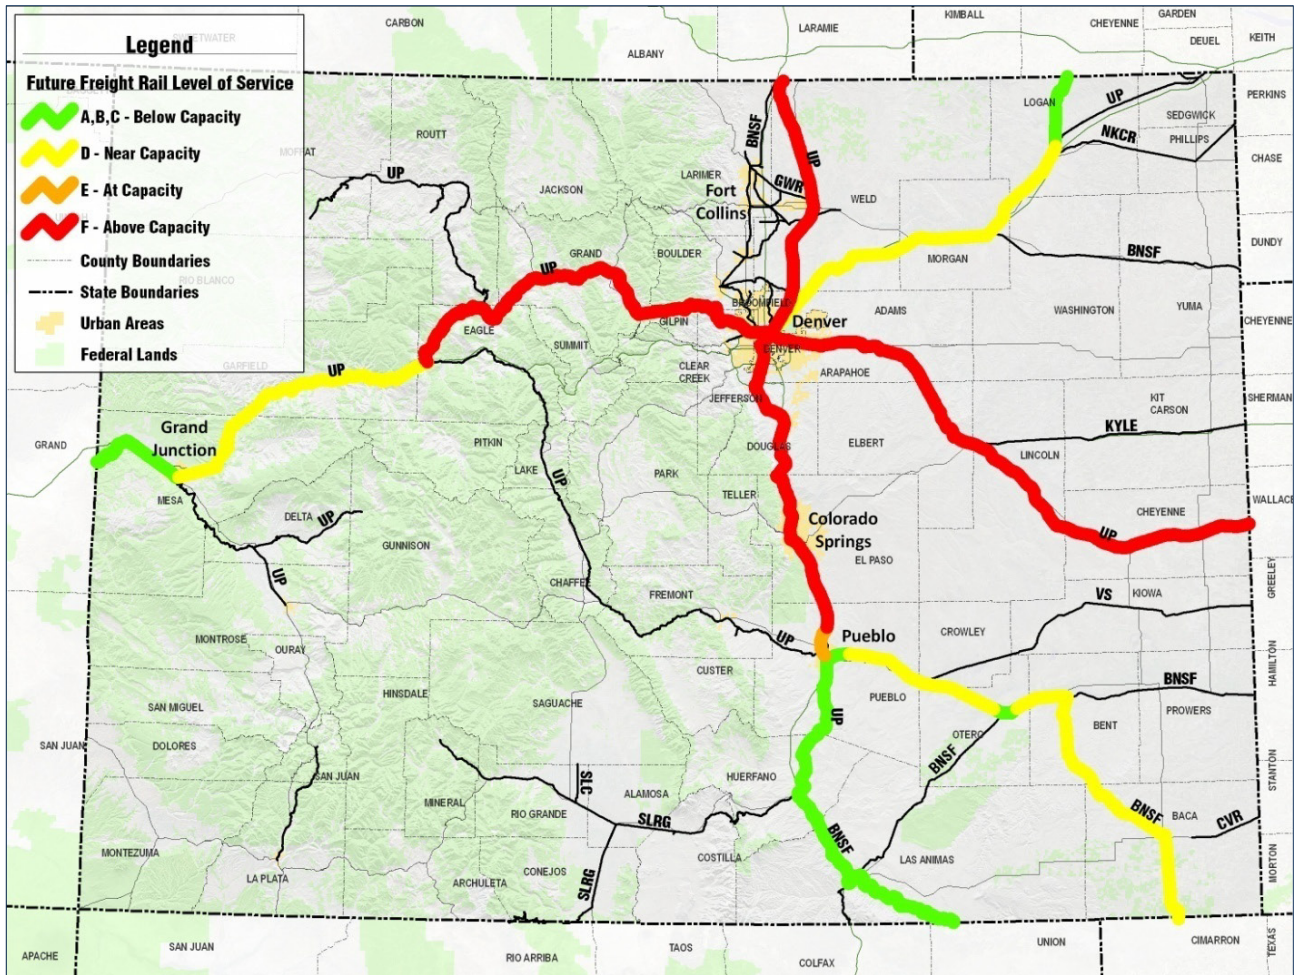 CARBON
LARAMIE
KIMBALL
CHEYENNE
GARDEN
DEUEL
KEITH
SWEETWATER
ALBANY
Legend
Future Freight Rail Level of Service
A,B,C - Below Capacity
D - Near Capacity
E - At Capacity
F - Above Capacity
County Boundaries
State Boundaries
Urban Areas
Federal Lands
MOFFAT
RIO BLANCO
GARFIELD
ROUTT
UP
JACKSON
LARIMER
BNSF
UP
GWR
Fort
Collins
WELD
LOGAN
UP
NKCR
SEDGWICK
PHILLIPS
PERKINS
CHASE
DUNDY
GRAND
UP
BOULDER
MORGAN
BNSF
BROOMFIELD
ADAMS
WASHINGTON
YUMA
CHEYENNE
EAGLE
GILPIN
Denver
DENVER
SUMMIT
CLEAR
CREEK
ARAPAHOE
JEFFERSON
UP
KIT
CARSON
SHERMAN
Grand
Junction
GRAND
PITKIN
LAKE
DOUGLAS
ELBERT
KYLE
LINCOLN
PARK
TELLER
UP
MESA
DELTA
UP
Colorado
Springs
CHEYENNE
WALLACE
UP
GUNNISON
EL PASO
UP
CHAFFEE
FREMONT
VS
KIOWA
GREELEY
MONTROSE
OURAY
UP
Pueblo
CROWLEY
HAMILTON
CUSTER
HINSDALE
PUEBLO
BNSF
SAN MIGUEL
SAGUACHE
UP
PROWERS
BENT
OTERO
SAN JUAN
DOLORES
SAN JUAN
BNSF
STANTON
SLC
HUERFANO
ALAMOSA
MINERAL
RIO GRANDE
SLRG
BNSF
BNSF
BACA
CVR
MONTEZUMA
COSTILLA
LAS ANIMAS
MORTON
LA PLATA
ARCHULETA
CONEJOS
SLRG
APACHE
SAN JUAN
RIO ARRIBA
TAOS
COLFAX
UNION
CIMARRON
TEXAS